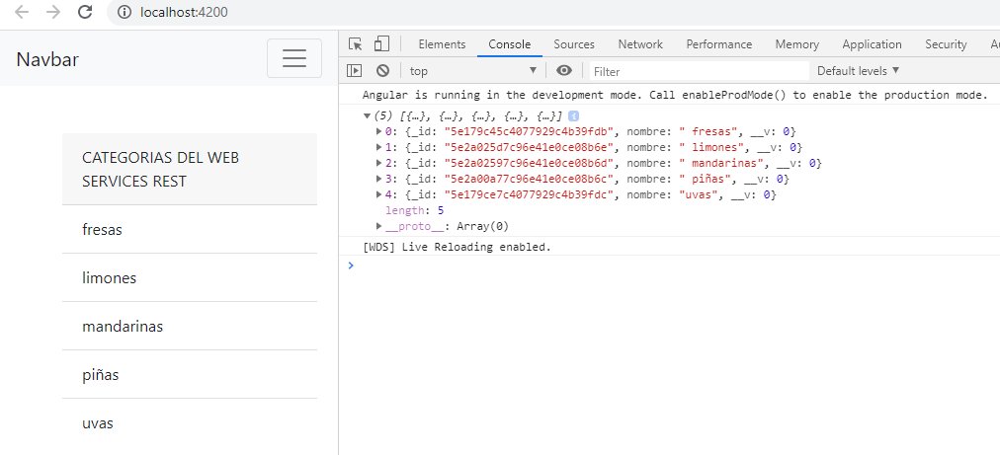 localhost:4200
Navbar
CATEGORIAS DEL WEB
SERVICES REST
fresas
limones
mandarinas
piñas
uvas
Elements Console Sources Network Performance Memory Application Security
top Filter Default levels ▼
Angular is running in the development mode. Call enableProdMode() to enable the production mode.
(5) [{…}, {…}, {…}, {…}, {…}]
0: {_id: "5e179c45c4077929c4b39fdb", nombre: " fresas", __v: 0}
1: {_id: "5e2a025d7c96e41e0ce08b6e", nombre: " limones", __v: 0}
2: {_id: "5e2a02597c96e41e0ce08b6d", nombre: " mandarinas", __v: 0}
3: {_id: "5e2a00a77c96e41e0ce08b6c", nombre: " piñas", __v: 0}
4: {_id: "5e179ce7c4077929c4b39fdc", nombre: "uvas", __v: 0}
length: 5
__proto__: Array(0)
[WDS] Live Reloading enabled.